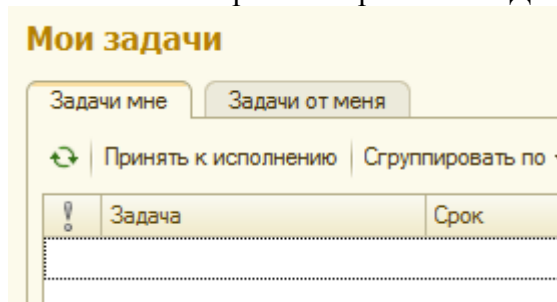 Мои задачи
Задачи мне Задачи от меня
Принять к исполнению Сгруппировать по
Задача Срок